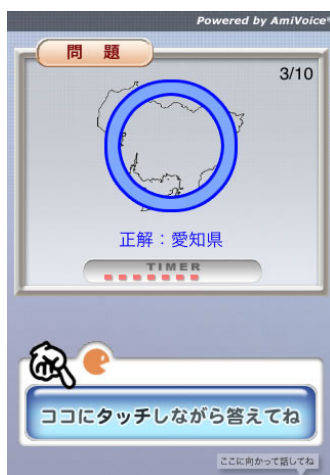 Powered by AmiVoice®
問 題
3/10
正解：愛知県
TIMER
ココにタッチしながら答えてね
ここに向かって話してね